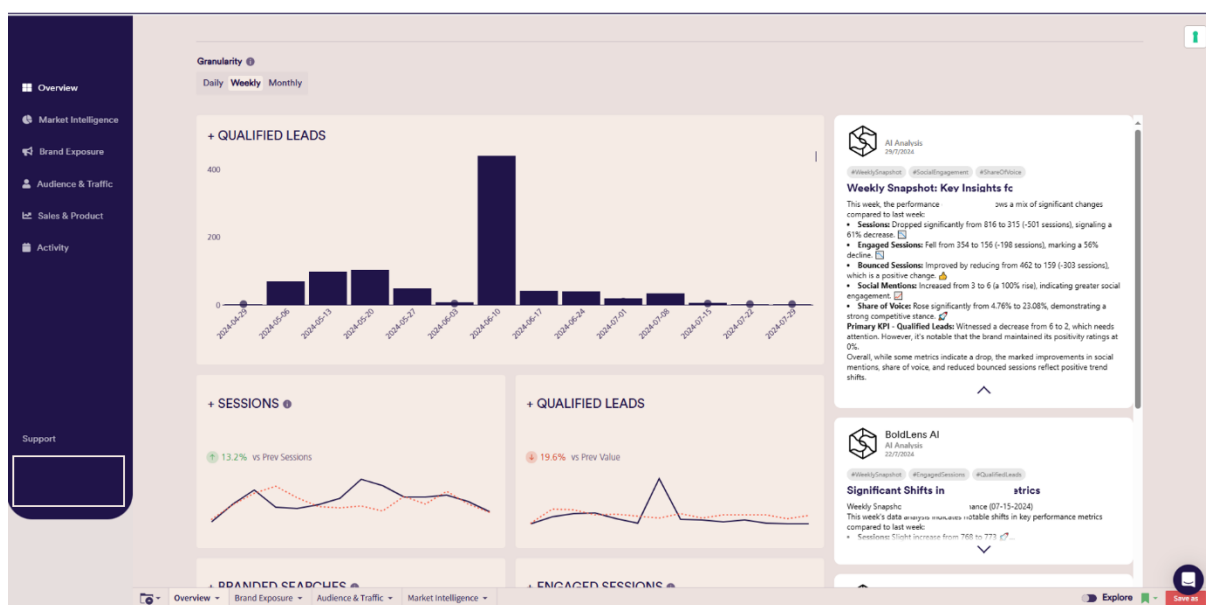 Granularity
Daily Weekly Monthly
Overview
Market Intelligence
Brand Exposure
Audience & Traffic
Sales & Product
Activity
Support
+ QUALIFIED LEADS
400
200
0
2024-04-29
2024-05-06
2024-05-13
2024-05-20
2024-05-27
2024-06-03
2024-06-10
2024-06-17
2024-06-24
2024-07-01
2024-07-08
2024-07-15
2024-07-22
2024-07-29
+ SESSIONS
13.2% vs Prev Sessions
+ QUALIFIED LEADS
19.6% vs Prev Value
+ BRANDED SEARCHES
+ ENGAGED SESSIONS
AI Analysis
29/7/2024
#WeeklySnapshot #SocialEngagement #ShareOfVoice
Weekly Snapshot: Key Insights fc
This week, the performance ows a mix of significant changes
compared to last week:
• Sessions: Dropped significantly from 816 to 315 (-501 sessions), signaling a
61% decrease. 📉
• Engaged Sessions: Fell from 354 to 156 (-198 sessions), marking a 56%
decline. 📉
• Bounced Sessions: Improved by reducing from 462 to 159 (-303 sessions),
which is a positive change. 👍
• Social Mentions: Increased from 3 to 6 (a 100% rise), indicating greater social
engagement. 📈
• Share of Voice: Rose significantly from 4.76% to 23.08%, demonstrating a
strong competitive stance. 🚀
Primary KPI - Qualified Leads: Witnessed a decrease from 6 to 2, which needs
attention. However, it's notable that the brand maintained its positivity ratings at
0%.
Overall, while some metrics indicate a drop, the marked improvements in social
mentions, share of voice, and reduced bounced sessions reflect positive trend
shifts.
BoldLens AI
AI Analysis
22/7/2024
#WeeklySnapshot #EngagedSessions #QualifiedLeads
Significant Shifts in etrics
Weekly Snapsho ance (07-15-2024)
This week's data analysis indicates notable shifts in key performance metrics
compared to last week:
• Sessions: Slight increase from 768 to 773 🚀...
Overview Brand Exposure Audience & Traffic Market Intelligence
Explore
Save as